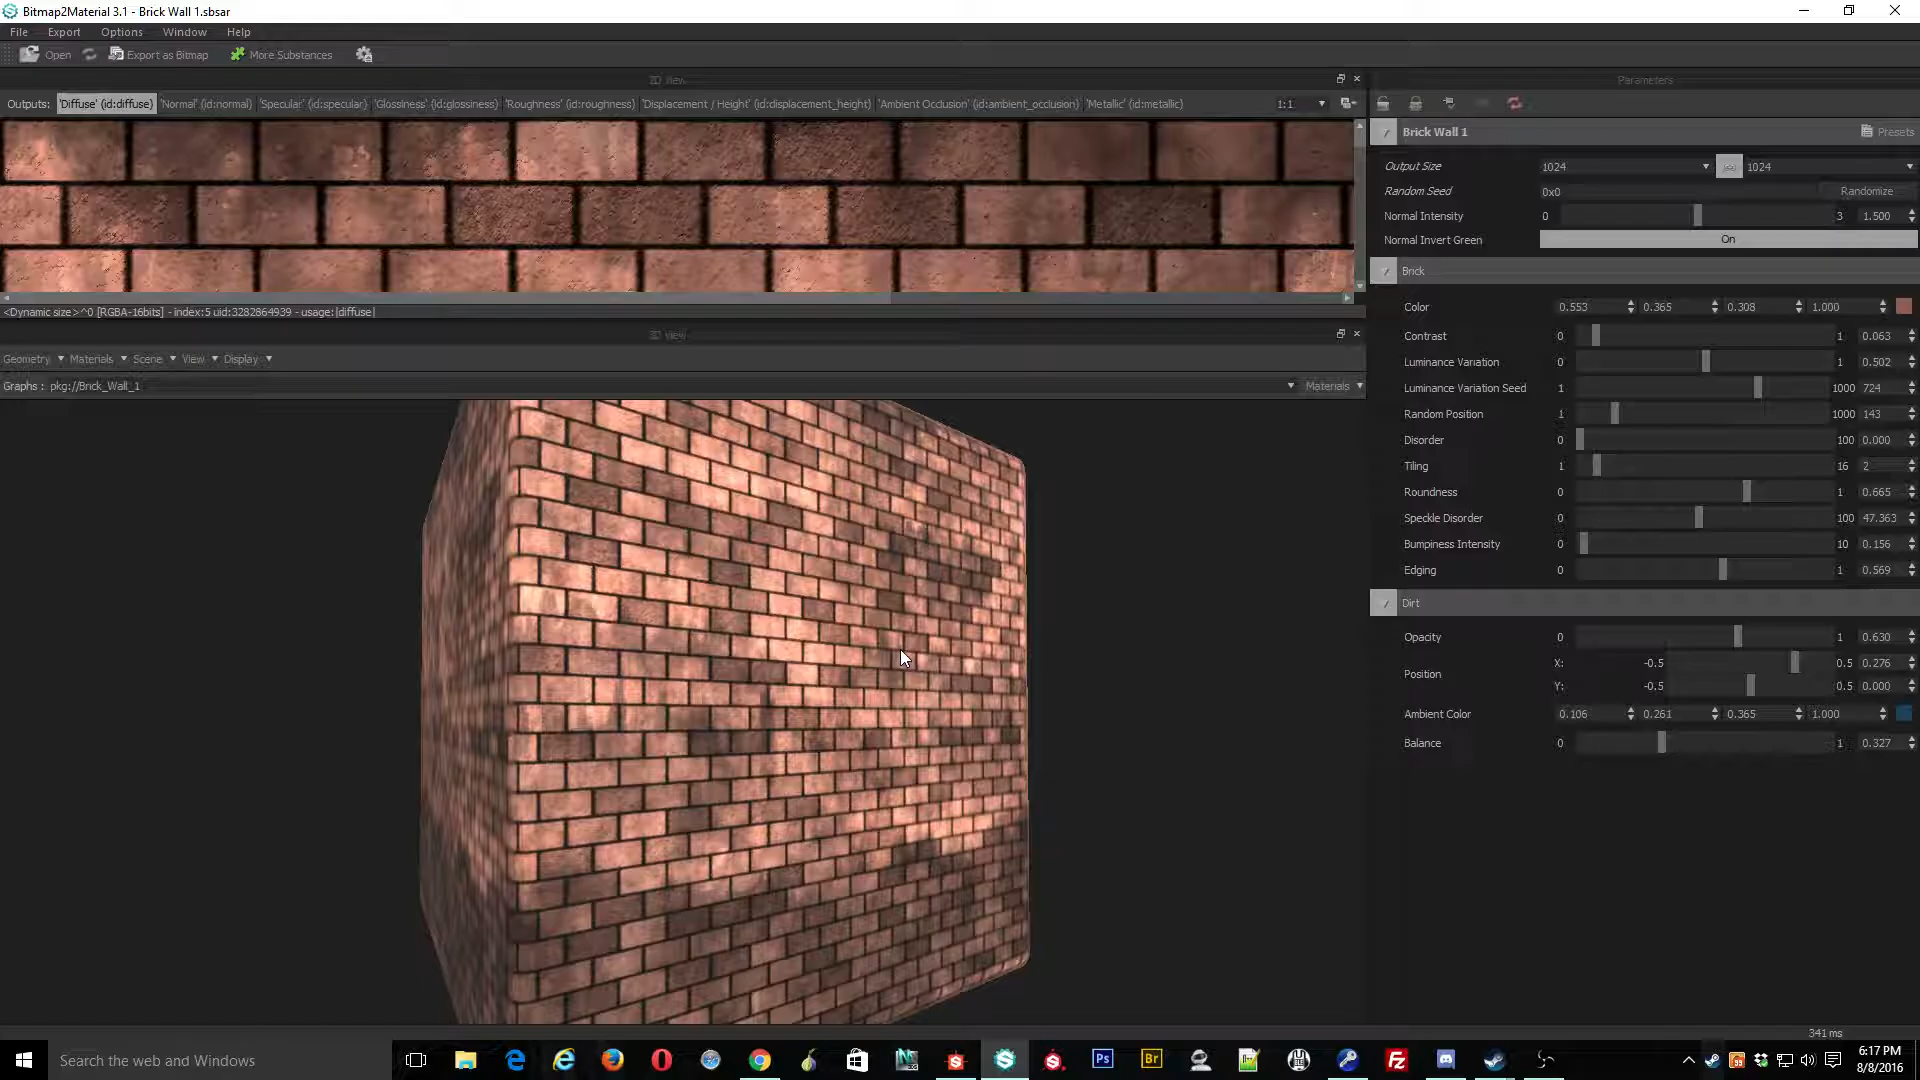 Bitmap2Material 3.1 - Brick Wall 1.sbsar
File Export Options Window Help
Open Export as Bitmap More Substances
2D View
Parameters
Outputs: 'Diffuse' (id:diffuse) 'Normal' (id:normal) 'Specular' (id:specular) 'Glossiness' (id:glossiness) 'Roughness' (id:roughness) 'Displacement / Height' (id:displacement_height) 'Ambient Occlusion' (id:ambient_occlusion) 'Metallic' (id:metallic) 1:1
Brick Wall 1 Presets
Output Size 1024 1024
Random Seed 0x0 Randomize
Normal Intensity 0 3 1.500
Normal Invert Green On
Brick
Color 0.553 0.365 0.308 1.000
Contrast 0 1 0.063
Luminance Variation 0 1 0.502
Luminance Variation Seed 1 1000 724
Random Position 1 1000 143
Disorder 0 100 0.000
Tiling 1 16 2
Roundness 0 1 0.665
Speckle Disorder 0 100 47.363
Bumpiness Intensity 0 10 0.156
Edging 0 1 0.569
Dirt
Opacity 0 1 0.630
Position X: -0.5 0.5 0.276
Y: -0.5 0.5 0.000
Ambient Color 0.106 0.261 0.365 1.000
Balance 0 1 0.327
<Dynamic size>^0 [RGBA-16bits] - index:5 uid:3282864939 - usage:|diffuse|
3D View
Geometry Materials Scene View Display
Graphs : pkg://Brick_Wall_1 Materials
341 ms
Search the web and Windows
Ps
Br
Fz
6:17 PM
8/8/2016